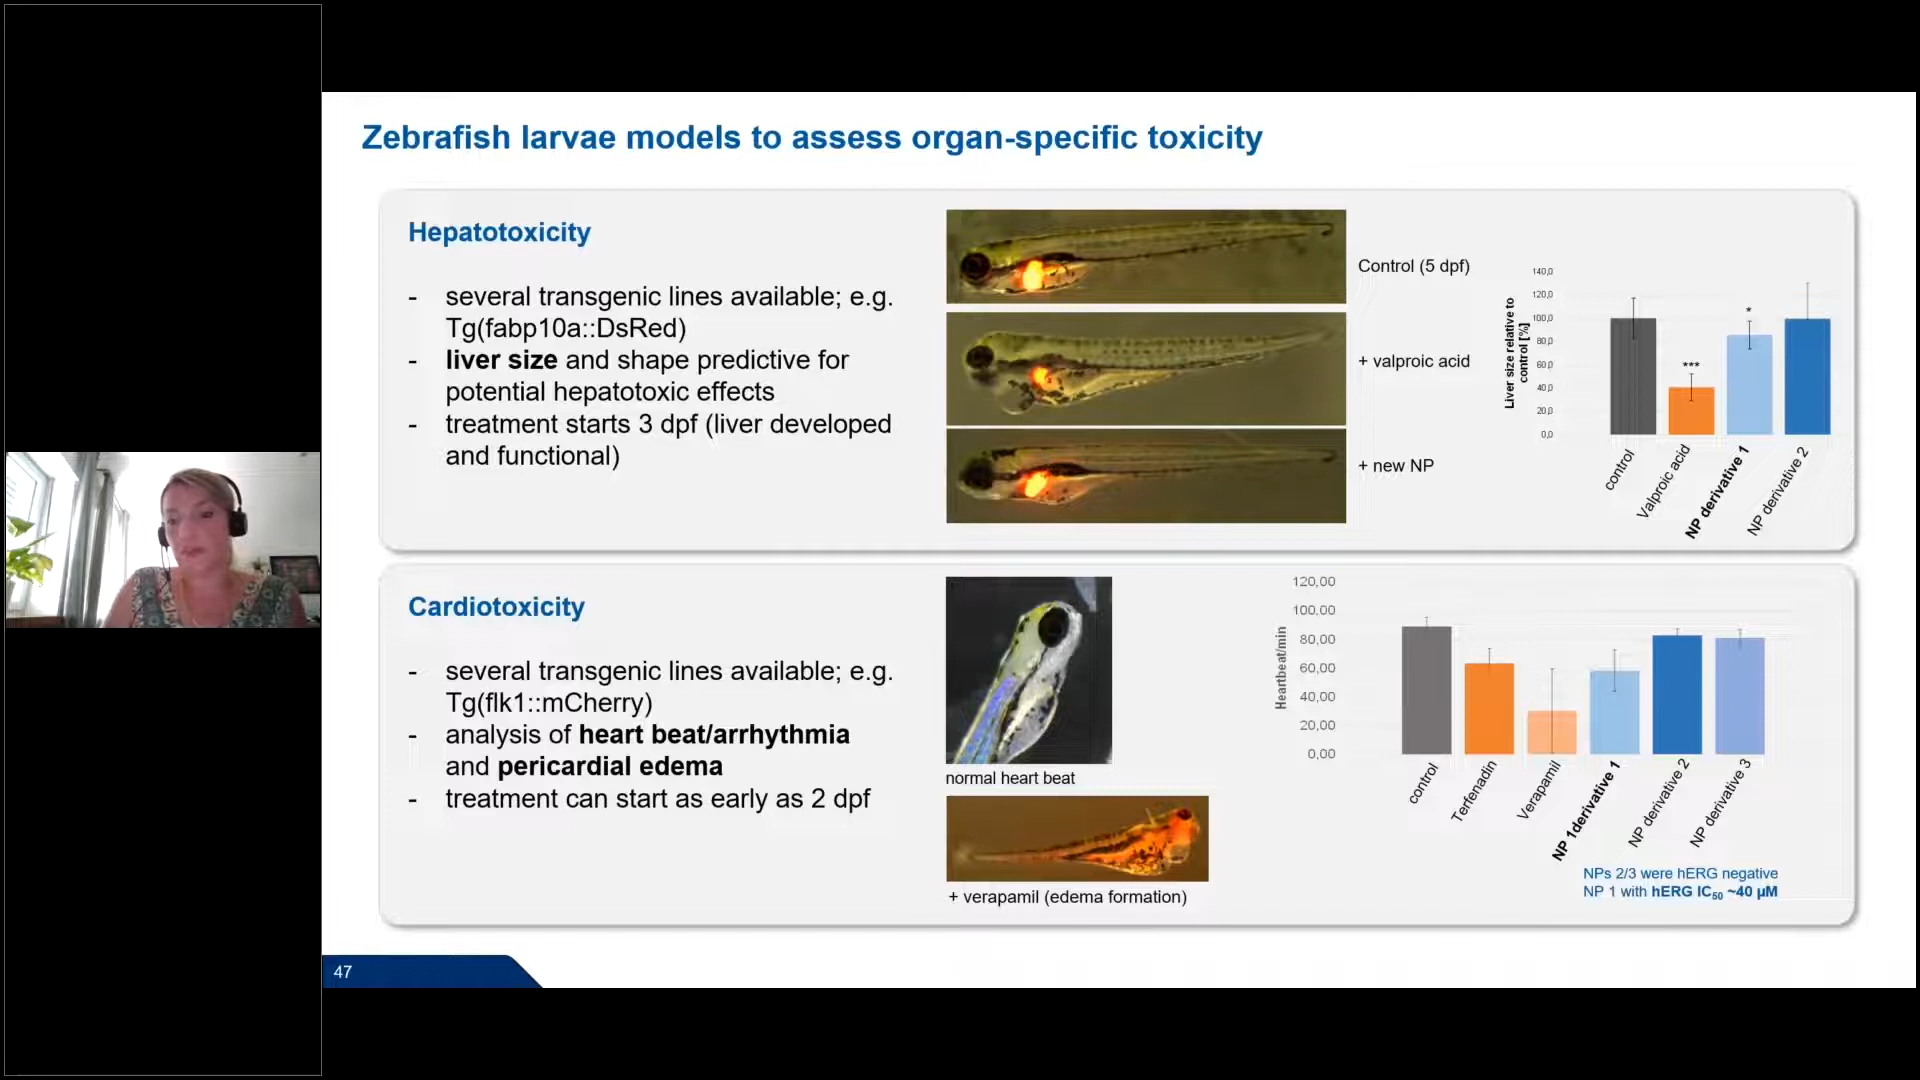 Zebrafish larvae models to assess organ-specific toxicity
Hepatotoxicity
- several transgenic lines available; e.g.
Tg(fabp10a::DsRed)
- liver size and shape predictive for
potential hepatotoxic effects
- treatment starts 3 dpf (liver developed
and functional)
Control (5 dpf)
+ valproic acid
+ new NP
Liver size relative to
control [%]
140,0
120,0
100,0
80,0
60,0
40,0
20,0
0,0
***
*
control
Valproic acid
NP derivative 1
NP derivative 2
Cardiotoxicity
- several transgenic lines available; e.g.
Tg(flk1::mCherry)
- analysis of heart beat/arrhythmia
and pericardial edema
- treatment can start as early as 2 dpf
normal heart beat
+ verapamil (edema formation)
Heartbeat/min
120,00
100,00
80,00
60,00
40,00
20,00
0,00
control
Terfenadin
Verapamil
NP 1derivative 1
NP derivative 2
NP derivative 3
NPs 2/3 were hERG negative
NP 1 with hERG IC50 ~40 µM
47